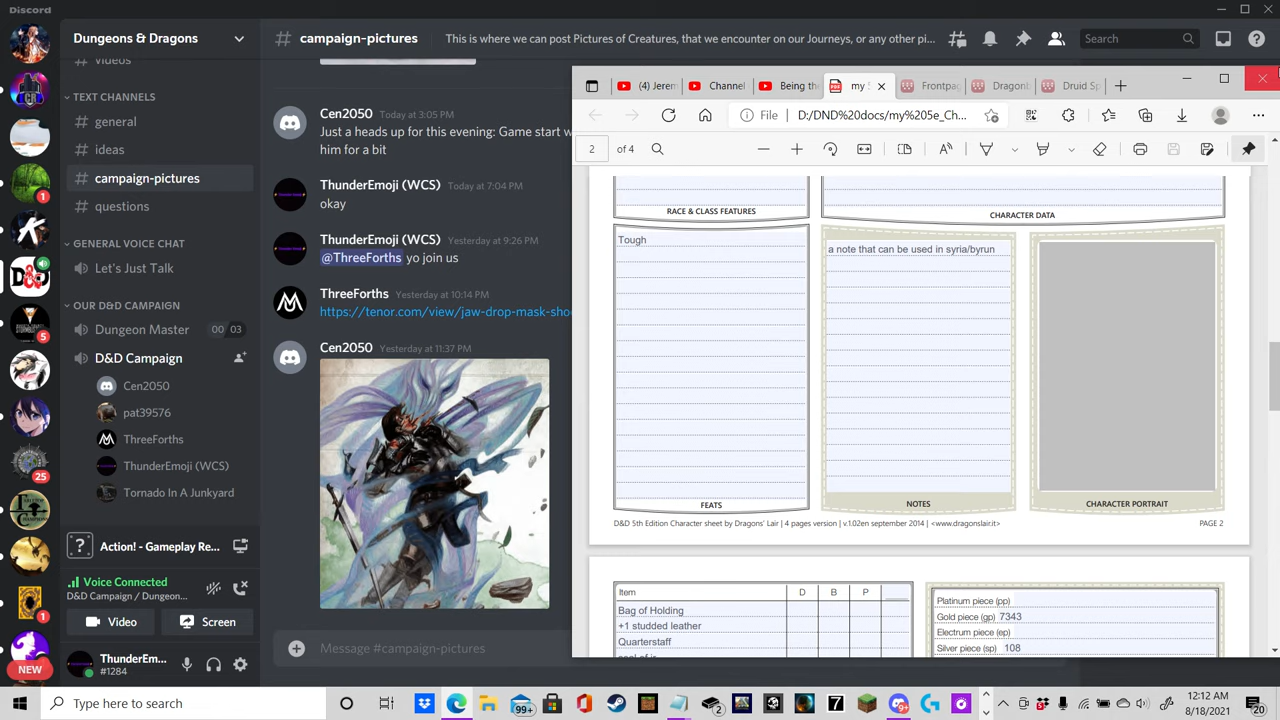 Discord
Dungeons & Dragons
campaign-pictures
This is where we can post Pictures of Creatures, that we encounter on our Journeys, or any other pi...
Search
videos
TEXT CHANNELS
general
ideas
campaign-pictures
questions
GENERAL VOICE CHAT
Let's Just Talk
OUR D&D CAMPAIGN
Dungeon Master 00 03
D&D Campaign
Cen2050
pat39576
ThreeForths
ThunderEmoji (WCS)
Tornado In A Junkyard
Action! - Gameplay Re...
Voice Connected
D&D Campaign / Dungeon...
Video
Screen
ThunderEm...
#1284
1
5
25
1
NEW
Cen2050 Today at 3:05 PM
Just a heads up for this evening: Game start w
him for a bit
ThunderEmoji (WCS) Today at 7:04 PM
okay
ThunderEmoji (WCS) Yesterday at 9:26 PM
@ThreeForths yo join us
ThreeForths Yesterday at 10:14 PM
https://tenor.com/view/jaw-drop-mask-sho
Cen2050 Yesterday at 11:37 PM
Message #campaign-pictures
(4) Jerem
Channel
Being the
my
Frontpag
Dragont
Druid Sp
File
D:/DND%20docs/my%205e_Ch...
2 of 4
RACE & CLASS FEATURES
CHARACTER DATA
Tough
a note that can be used in syria/byrun
FEATS
NOTES
CHARACTER PORTRAIT
D&D 5th Edition Character sheet by Dragons' Lair | 4 pages version | v.1.02en september 2014 | <www.dragonslair.it>
PAGE 2
Item D B P
Bag of Holding
+1 studded leather
Quarterstaff
Platinum piece (pp)
Gold piece (gp) 7343
Electrum piece (ep)
Silver piece (sp) 108
Type here to search
99+
2
7
9+
12:12 AM
8/18/2021
20